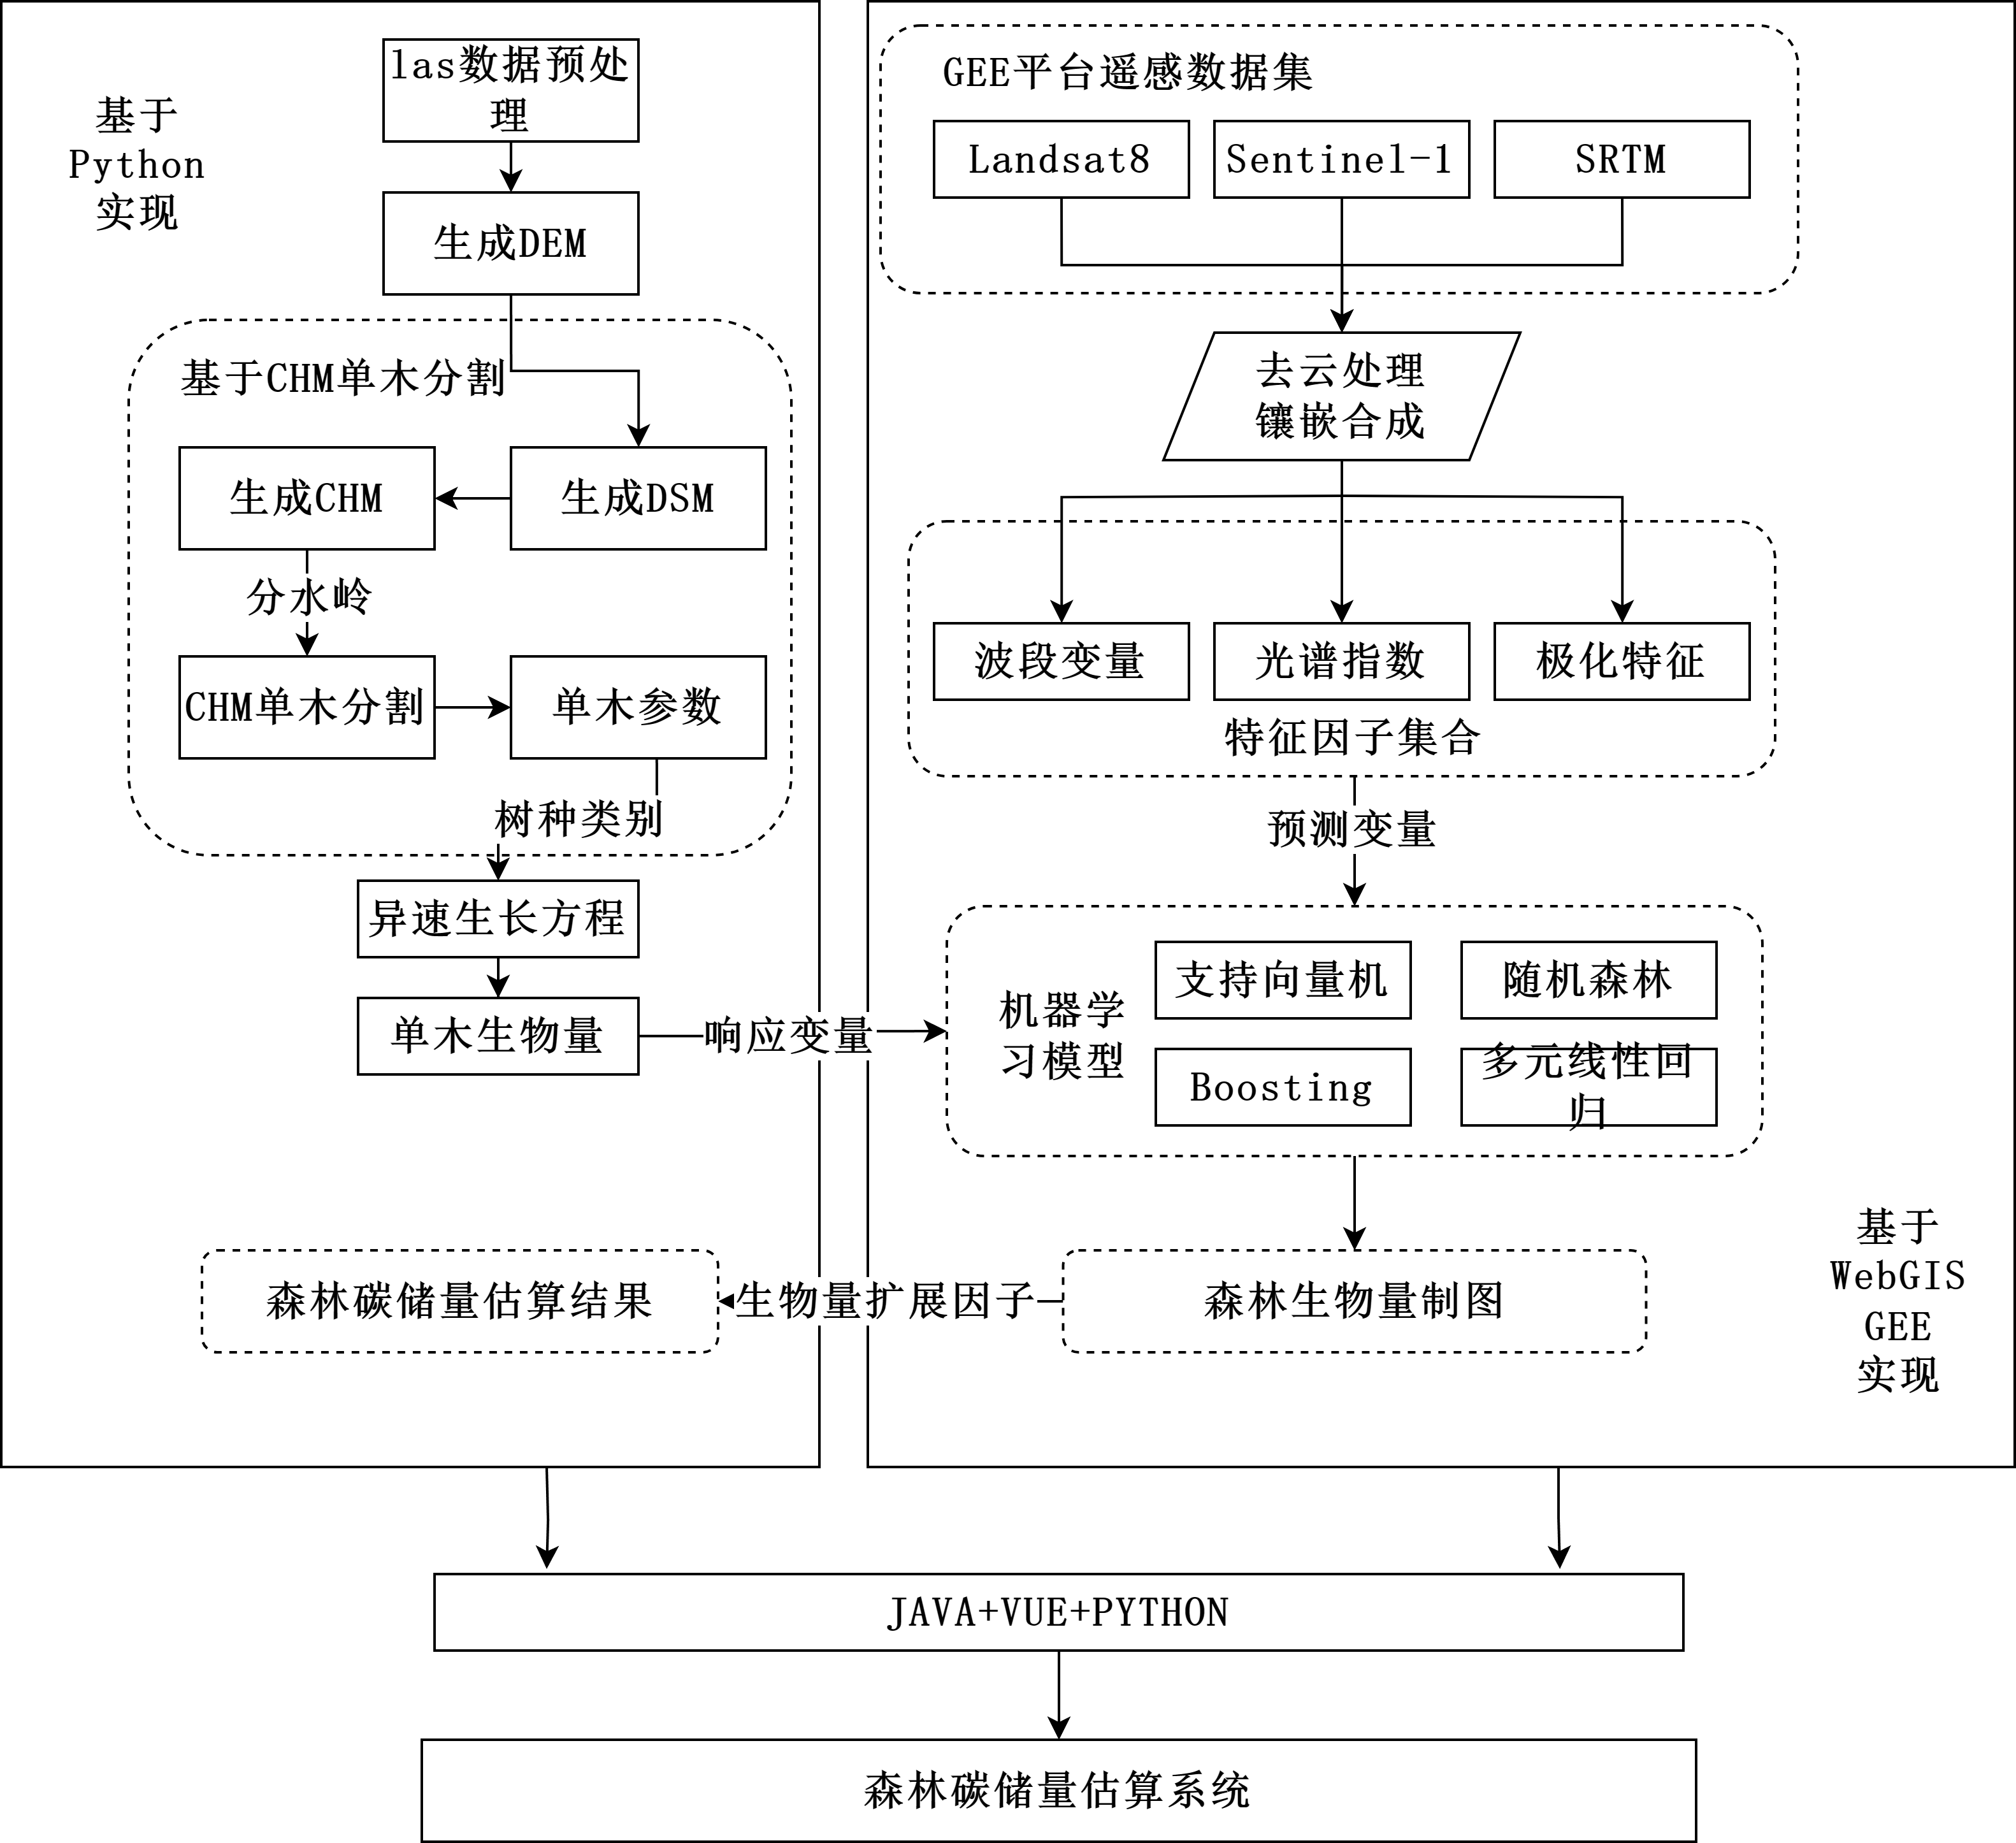 基于
Python
实现
las数据预处
理
生成DEM
基于CHM单木分割
生成CHM
生成DSM
分水岭
CHM单木分割
单木参数
树种类别
异速生长方程
单木生物量
响应变量
GEE平台遥感数据集
Landsat8
Sentinel-1
SRTM
去云处理
镶嵌合成
波段变量
光谱指数
极化特征
特征因子集合
预测变量
机器学
习模型
支持向量机
随机森林
Boosting
多元线性回
归
森林碳储量估算结果
生物量扩展因子
森林生物量制图
基于
WebGIS
GEE
实现
JAVA+VUE+PYTHON
森林碳储量估算系统